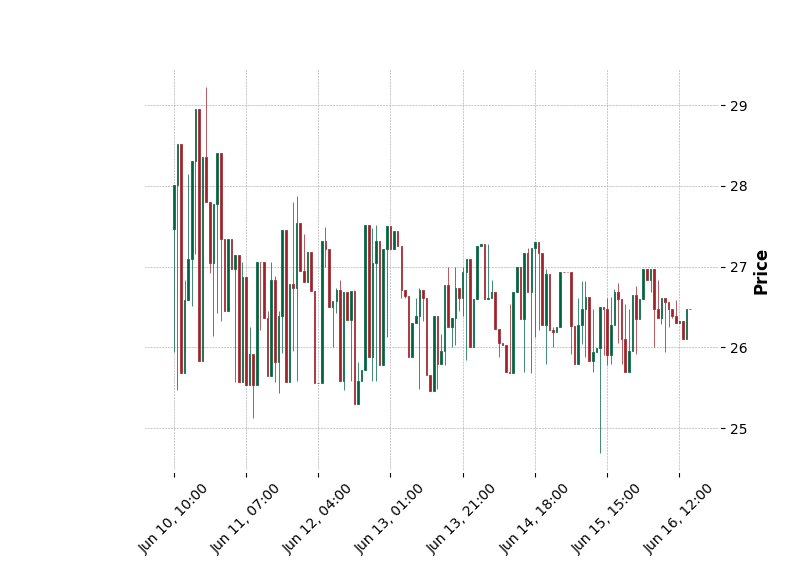 29
28
27
26
25
Price
Jun 10, 10:00
Jun 11, 07:00
Jun 12, 04:00
Jun 13, 01:00
Jun 13, 21:00
Jun 14, 18:00
Jun 15, 15:00
Jun 16, 12:00